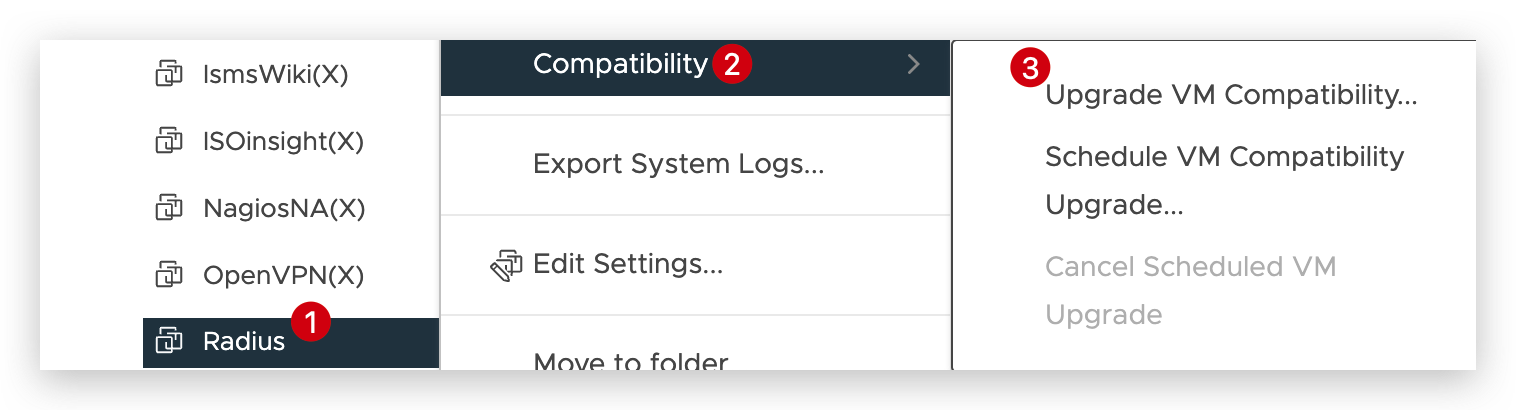 IsmsWiki(X)
ISOinsight(X)
NagiosNA(X)
OpenVPN(X)
Radius 1
Compatibility 2
Export System Logs...
Edit Settings...
Move to folder
3
Upgrade VM Compatibility...
Schedule VM Compatibility
Upgrade...
Cancel Scheduled VM
Upgrade